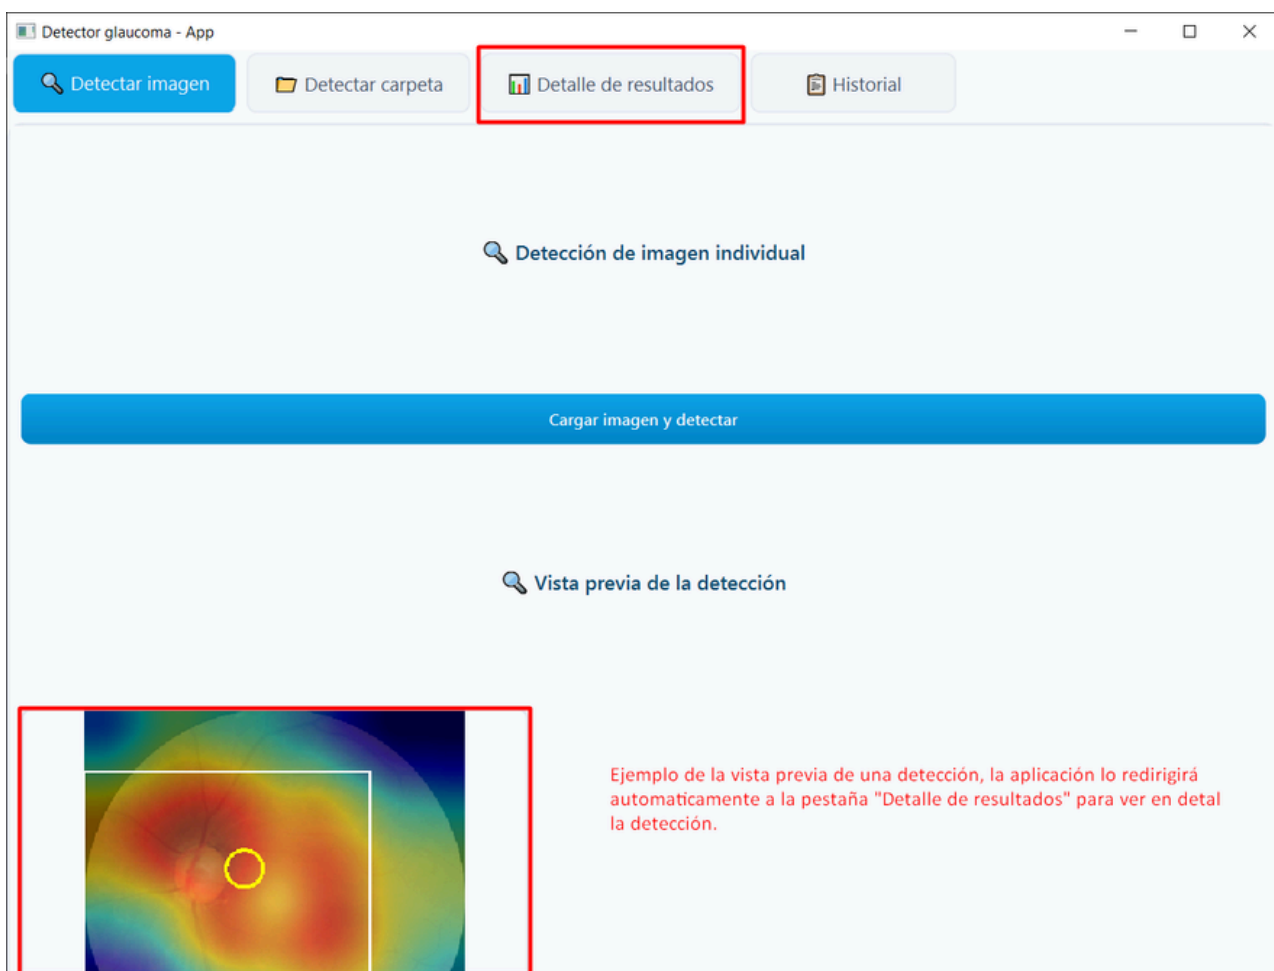 Detector glaucoma - App
Detectar imagen
Detectar carpeta
Detalle de resultados
Historial
Detección de imagen individual
Cargar imagen y detectar
Vista previa de la detección
Ejemplo de la vista previa de una detección, la aplicación lo redirigirá
automaticamente a la pestaña "Detalle de resultados" para ver en detal
la detección.